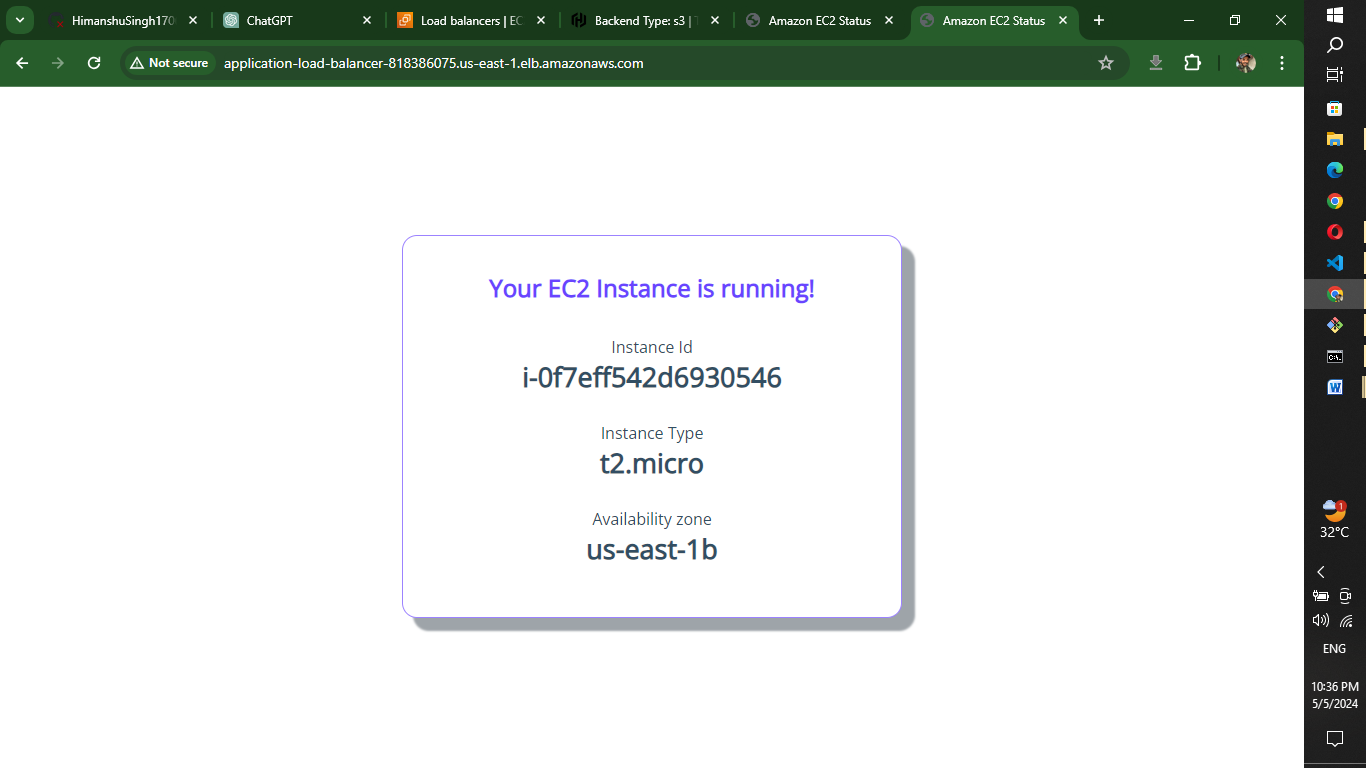 HimanshuSingh170
ChatGPT
Load balancers | EC
Backend Type: s3 | T
Amazon EC2 Status
Amazon EC2 Status
Not secure
application-load-balancer-818386075.us-east-1.elb.amazonaws.com
Your EC2 Instance is running!
Instance Id
i-0f7eff542d6930546
Instance Type
t2.micro
Availability zone
us-east-1b
1
32°C
ENG
10:36 PM
5/5/2024